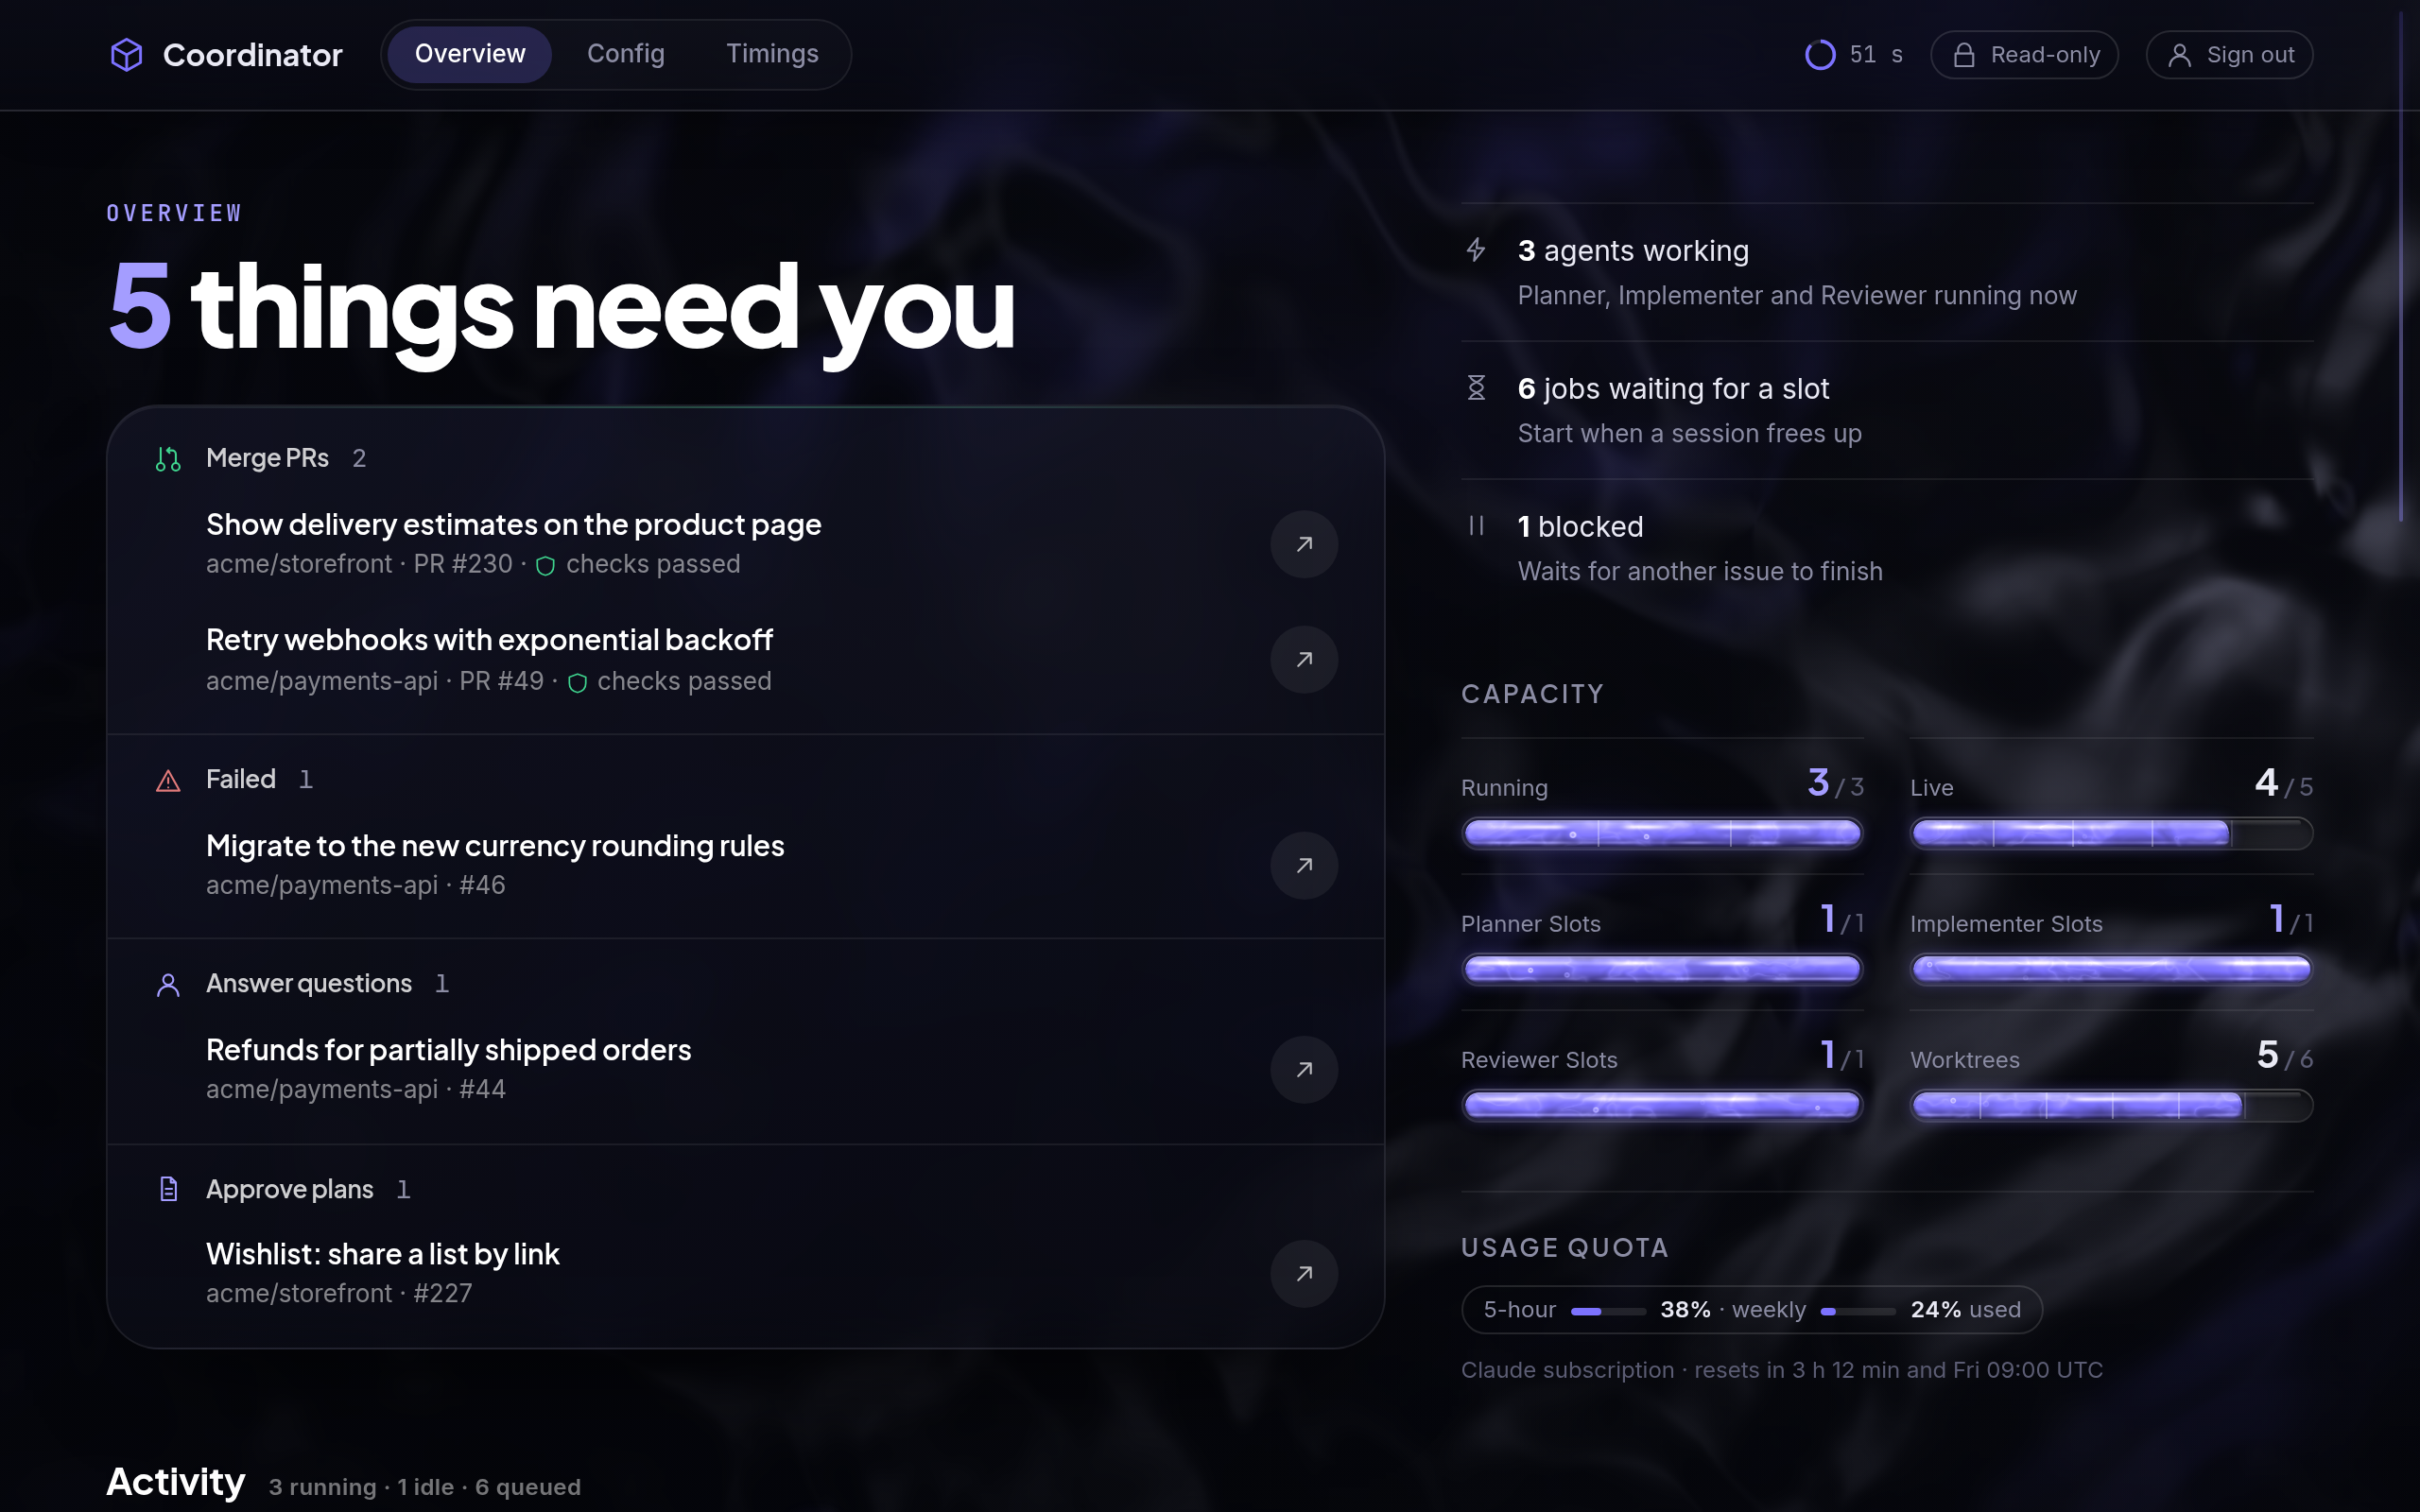 Coordinator
Overview
Config
Timings
51 s
Read-only
Sign out
OVERVIEW
5 things need you
Merge PRs 2
Show delivery estimates on the product page
acme/storefront · PR #230 · checks passed
Retry webhooks with exponential backoff
acme/payments-api · PR #49 · checks passed
Failed 1
Migrate to the new currency rounding rules
acme/payments-api · #46
Answer questions 1
Refunds for partially shipped orders
acme/payments-api · #44
Approve plans 1
Wishlist: share a list by link
acme/storefront · #227
3 agents working
Planner, Implementer and Reviewer running now
6 jobs waiting for a slot
Start when a session frees up
1 blocked
Waits for another issue to finish
CAPACITY
Running 3 / 3
Live 4 / 5
Planner Slots 1 / 1
Implementer Slots 1 / 1
Reviewer Slots 1 / 1
Worktrees 5 / 6
USAGE QUOTA
5-hour 38% · weekly 24% used
Claude subscription · resets in 3 h 12 min and Fri 09:00 UTC
Activity 3 running · 1 idle · 6 queued